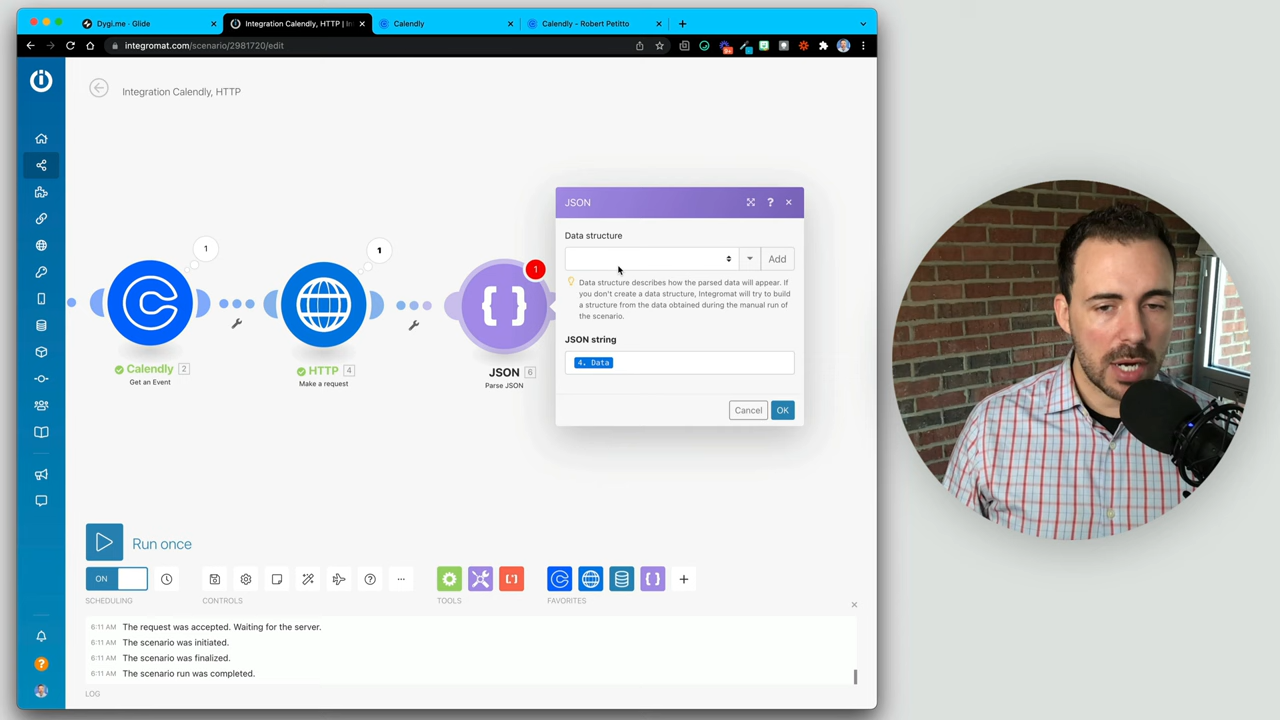 Dygi.me - Glide
Integration Calendly, HTTP | In
Calendly
Calendly - Robert Petitto
integromat.com/scenario/2981720/edit
9+
Integration Calendly, HTTP
1
1
1
{ }
Calendly 2
Get an Event
HTTP 4
Make a request
JSON 6
Parse JSON
JSON
?
Data structure
Add
Data structure describes how the parsed data will appear. If
you don't create a data structure, Integromat will try to build
a structure from the data obtained during the manual run of
the scenario.
JSON string
4. Data
Cancel
OK
Run once
ON
SCHEDULING
CONTROLS
TOOLS
FAVORITES
6:11 AM The request was accepted. Waiting for the server.
6:11 AM The scenario was initiated.
6:11 AM The scenario was finalized.
6:11 AM The scenario run was completed.
LOG